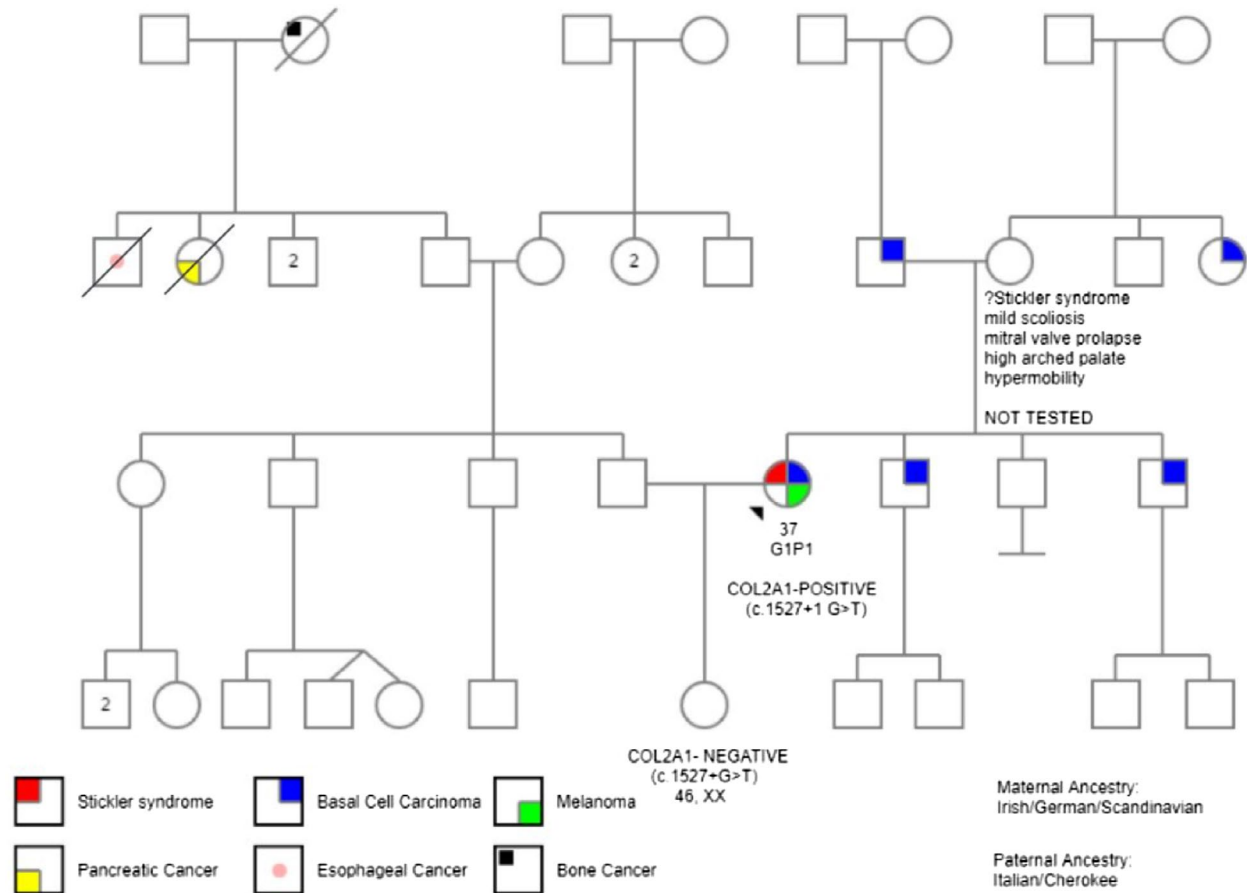 2
2
?Stickler syndrome
mild scoliosis
mitral valve prolapse
high arched palate
hypermobility
NOT TESTED
37
G1P1
COL2A1-POSITIVE
(c.1527+1 G>T)
2
COL2A1- NEGATIVE
(c.1527+G>T)
46, XX
Stickler syndrome
Basal Cell Carcinoma
Melanoma
Maternal Ancestry:
Irish/German/Scandinavian
Pancreatic Cancer
Esophageal Cancer
Bone Cancer
Paternal Ancestry:
Italian/Cherokee